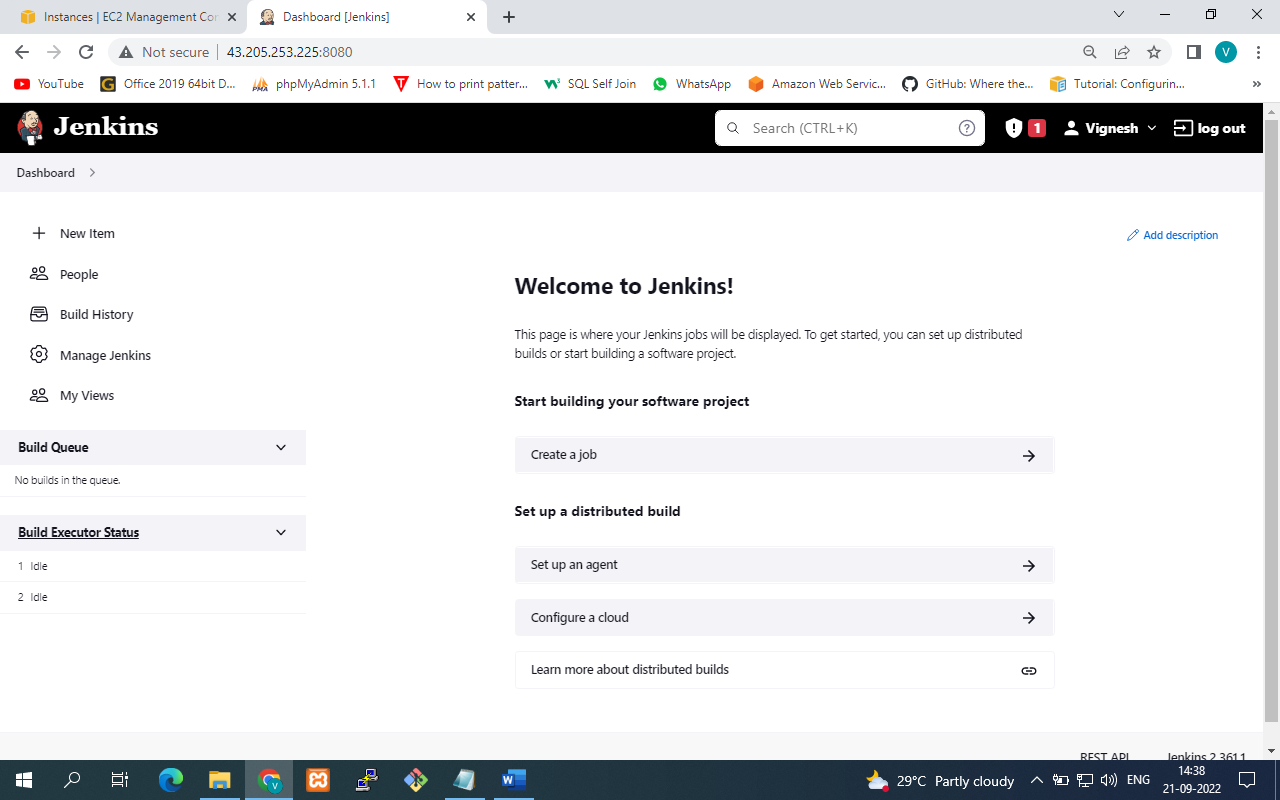 Instances | EC2 Management Con
Dashboard [Jenkins]
Not secure
43.205.253.225:8080
V
YouTube
Office 2019 64bit D...
phpMyAdmin 5.1.1
How to print patter...
SQL Self Join
WhatsApp
Amazon Web Servic...
GitHub: Where the...
Tutorial: Configurin...
»
Jenkins
Search (CTRL+K)
1
Vignesh
log out
Dashboard
New Item
People
Build History
Manage Jenkins
My Views
Build Queue
No builds in the queue.
Build Executor Status
1 Idle
2 Idle
Add description
Welcome to Jenkins!
This page is where your Jenkins jobs will be displayed. To get started, you can set up distributed
builds or start building a software project.
Start building your software project
Create a job
Set up a distributed build
Set up an agent
Configure a cloud
Learn more about distributed builds
REST API
Jenkins 2.361.1
29°C Partly cloudy
ENG
14:38
21-09-2022